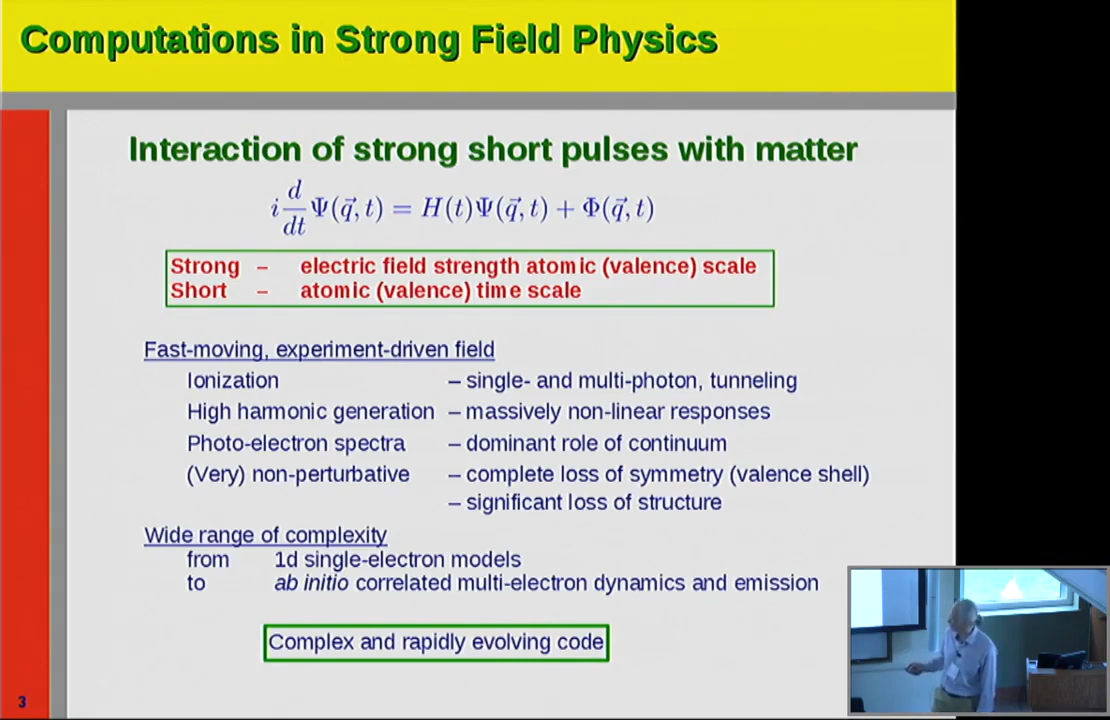 Computations in Strong Field Physics
Interaction of strong short pulses with matter
i d/dt Ψ(q⃗, t) = H(t)Ψ(q⃗, t) + Φ(q⃗, t)
Strong – electric field strength atomic (valence) scale
Short – atomic (valence) time scale
Fast-moving, experiment-driven field
Ionization – single- and multi-photon, tunneling
High harmonic generation – massively non-linear responses
Photo-electron spectra – dominant role of continuum
(Very) non-perturbative – complete loss of symmetry (valence shell)
– significant loss of structure
Wide range of complexity
from 1d single-electron models
to ab initio correlated multi-electron dynamics and emission
Complex and rapidly evolving code
3